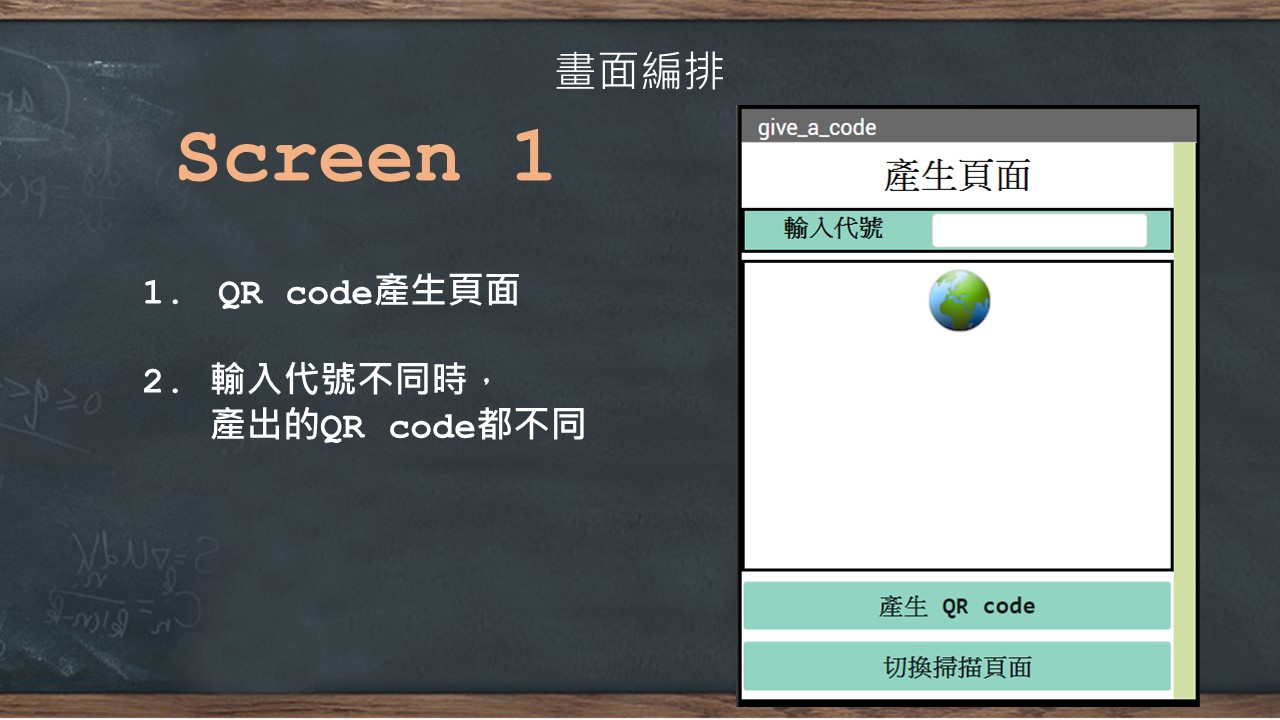 畫面編排
Screen 1
1. QR code產生頁面
2. 輸入代號不同時，
產出的QR code都不同
give_a_code
產生頁面
輸入代號
產生 QR code
切換掃描頁面